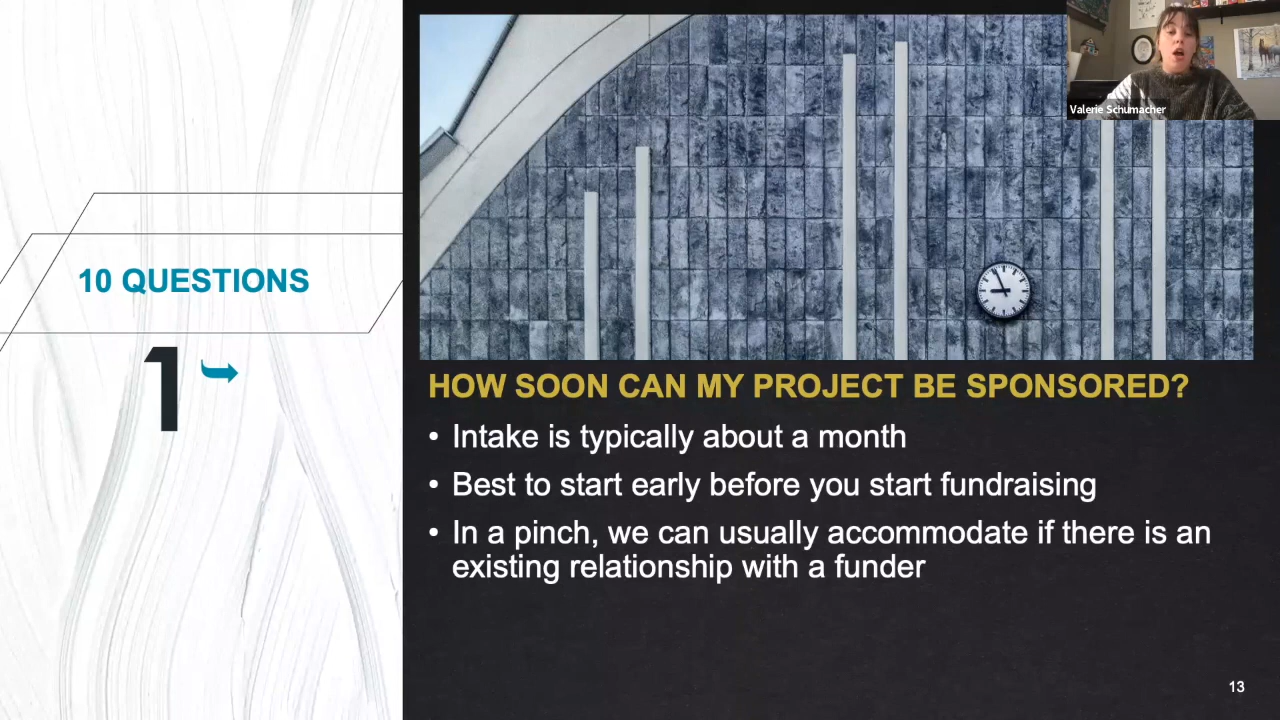 10 QUESTIONS
1
Valerie Schumacher
HOW SOON CAN MY PROJECT BE SPONSORED?
• Intake is typically about a month
• Best to start early before you start fundraising
• In a pinch, we can usually accommodate if there is an
existing relationship with a funder
13